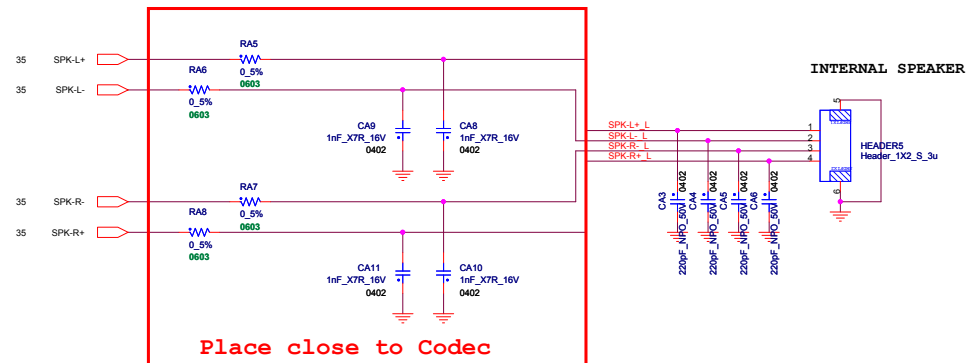 35 SPK-L+
RA5
0_5%
0603
35 SPK-L-
RA6
0_5%
0603
CA9
1nF_X7R_16V
0402
CA8
1nF_X7R_16V
0402
INTERNAL SPEAKER
SPK-L+_L
SPK-L-_L
SPK-R-_L
SPK-R+_L
1
2
3
4
5
6
HEADER5
Header_1X2_S_3u
CA3
220pF_NPO_50V
0402
CA4
220pF_NPO_50V
0402
CA5
220pF_NPO_50V
0402
CA6
220pF_NPO_50V
0402
35 SPK-R-
RA7
0_5%
0603
35 SPK-R+
RA8
0_5%
0603
CA11
1nF_X7R_16V
0402
CA10
1nF_X7R_16V
0402
Place close to Codec